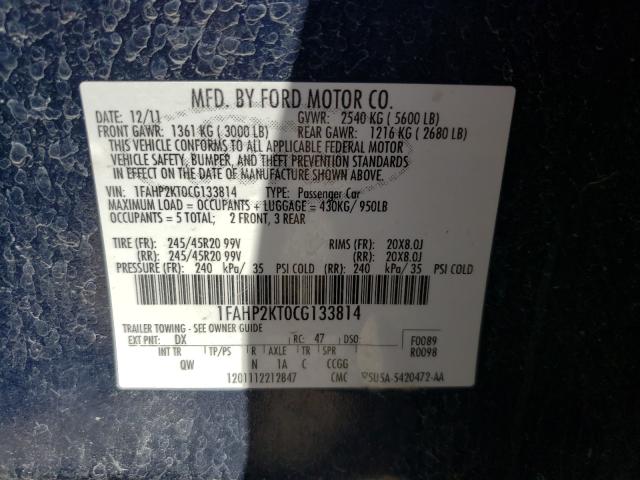 MFD. BY FORD MOTOR CO.
DATE: 12/11 GVWR: 2540 KG ( 5600 LB)
FRONT GAWR: 1361 KG ( 3000 LB) REAR GAWR: 1216 KG ( 2680 LB)
THIS VEHICLE CONFORMS TO ALL APPLICABLE FEDERAL MOTOR
VEHICLE SAFETY, BUMPER, AND THEFT PREVENTION STANDARDS
IN EFFECT ON THE DATE OF MANUFACTURE SHOWN ABOVE.
VIN: 1FAHP2KT0CG133814 TYPE: Passenger Car
MAXIMUM LOAD = OCCUPANTS + LUGGAGE = 430KG/ 950LB
OCCUPANTS = 5 TOTAL; 2 FRONT, 3 REAR
TIRE (FR): 245/45R20 99V RIMS (FR): 20X8.0J
(RR): 245/45R20 99V (RR): 20X8.0J
PRESSURE (FR): 240 kPa/ 35 PSI COLD (RR): 240 kPa/ 35 PSI COLD
1FAHP2KT0CG133814
TRAILER TOWING - SEE OWNER GUIDE
EXT PNT: DX RC: 47 DSO: F0089
INT TR TP/PS R AXLE TR SPR R0098
QW N 1A C CCGG
1201112212847 CMC 5U5A-5420472-AA